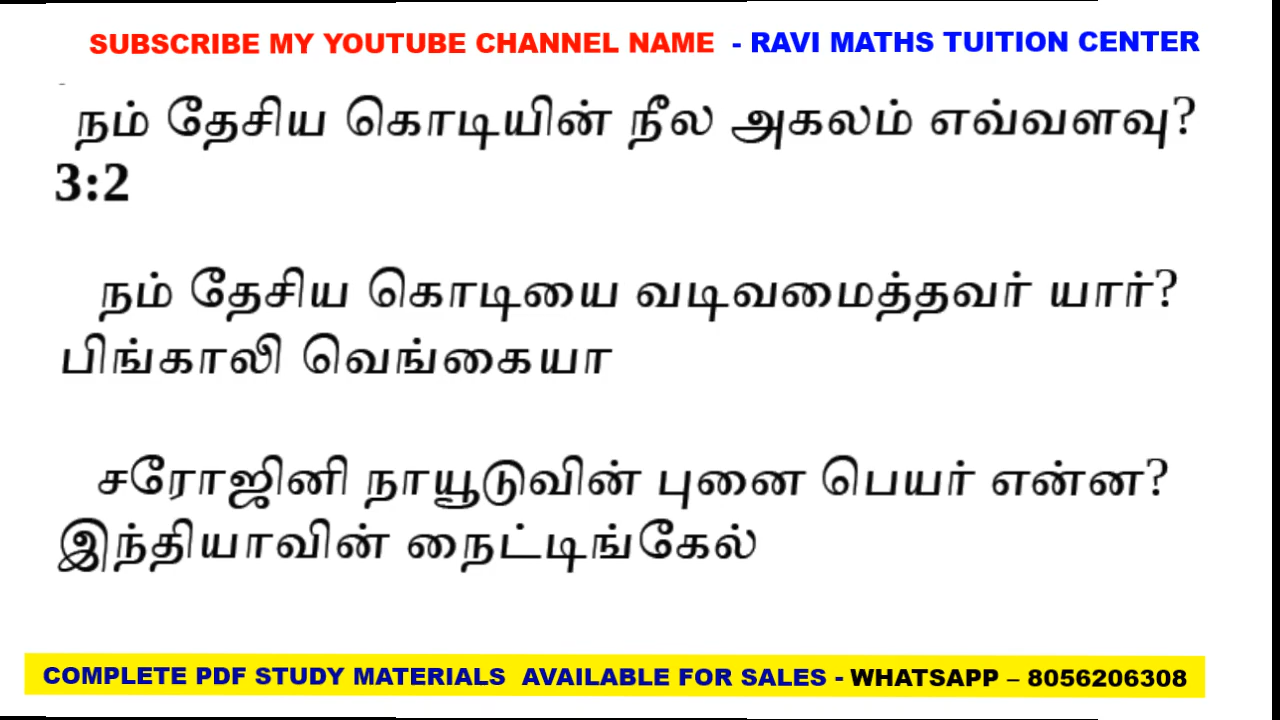 SUBSCRIBE MY YOUTUBE CHANNEL NAME - RAVI MATHS TUITION CENTER
நம் தேசிய கொடியின் நீல அகலம் எவ்வளவு?
3:2
நம் தேசிய கொடியை வடிவமைத்தவர் யார்?
பிங்காலி வெங்கையா
சரோஜினி நாயூடுவின் புனை பெயர் என்ன?
இந்தியாவின் நைட்டிங்கேல்
COMPLETE PDF STUDY MATERIALS AVAILABLE FOR SALES - WHATSAPP – 8056206308